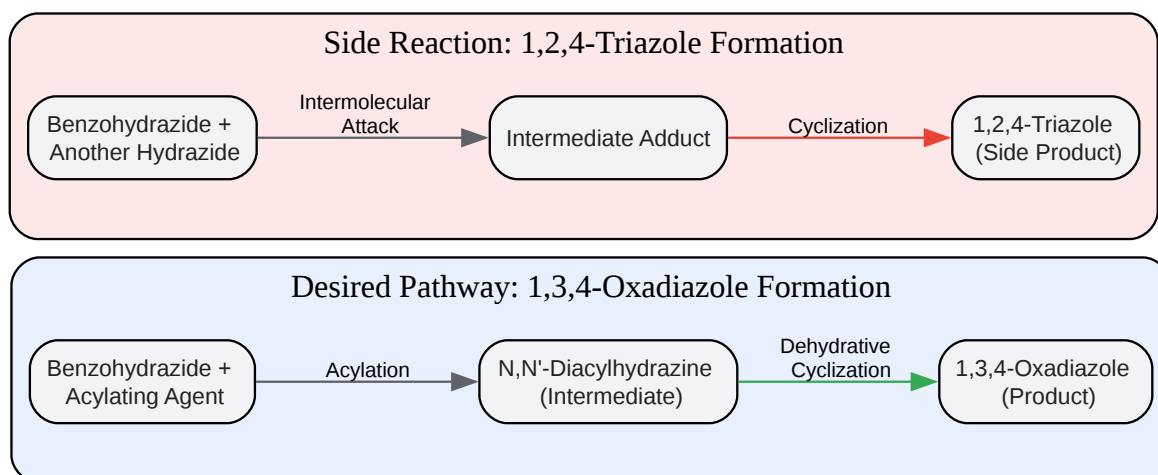 Side Reaction: 1,2,4-Triazole Formation
Benzohydrazide +
Another Hydrazide
Intermolecular
Attack
Intermediate Adduct
Cyclization
1,2,4-Triazole
(Side Product)
Desired Pathway: 1,3,4-Oxadiazole Formation
Benzohydrazide +
Acylating Agent
Acylation
N,N'-Diacylhydrazine
(Intermediate)
Dehydrative
Cyclization
1,3,4-Oxadiazole
(Product)